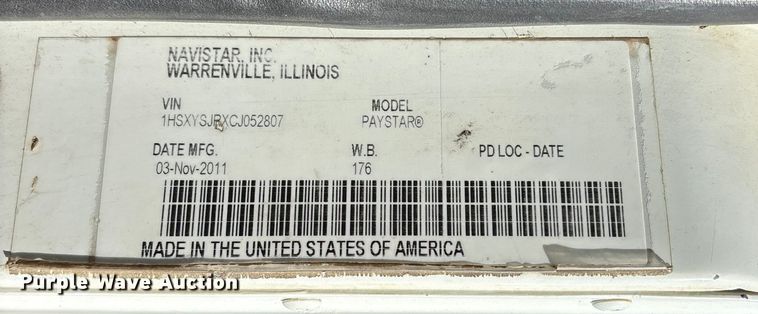 NAVISTAR, INC.
WARRENVILLE, ILLINOIS
VIN MODEL
1HSXYSJRXCJ052807 PAYSTAR®
DATE MFG. W.B. PD LOC - DATE
03-Nov-2011 176
MADE IN THE UNITED STATES OF AMERICA
Purple Wave Auction